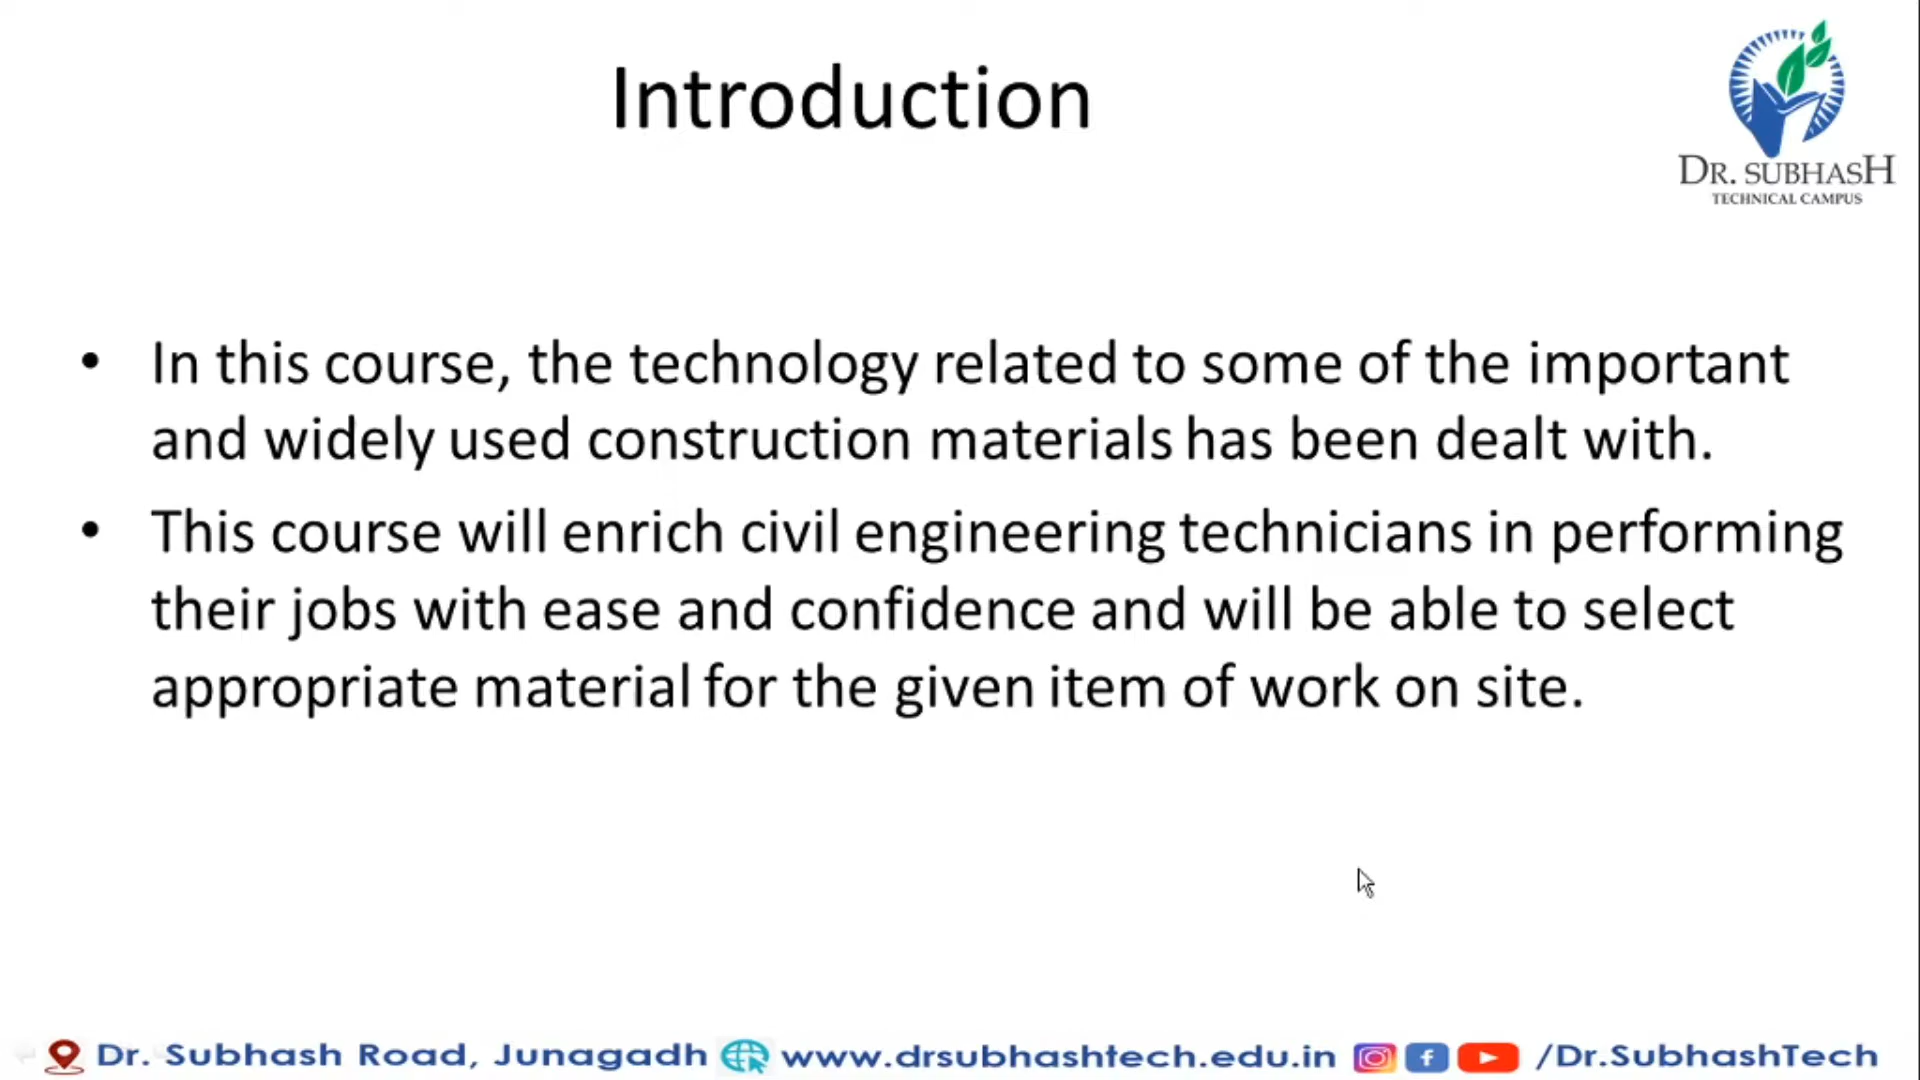 Introduction
DR. SUBHASH
TECHNICAL CAMPUS
• In this course, the technology related to some of the important
and widely used construction materials has been dealt with.
• This course will enrich civil engineering technicians in performing
their jobs with ease and confidence and will be able to select
appropriate material for the given item of work on site.
Dr. Subhash Road, Junagadh www.drsubhashtech.edu.in /Dr.SubhashTech